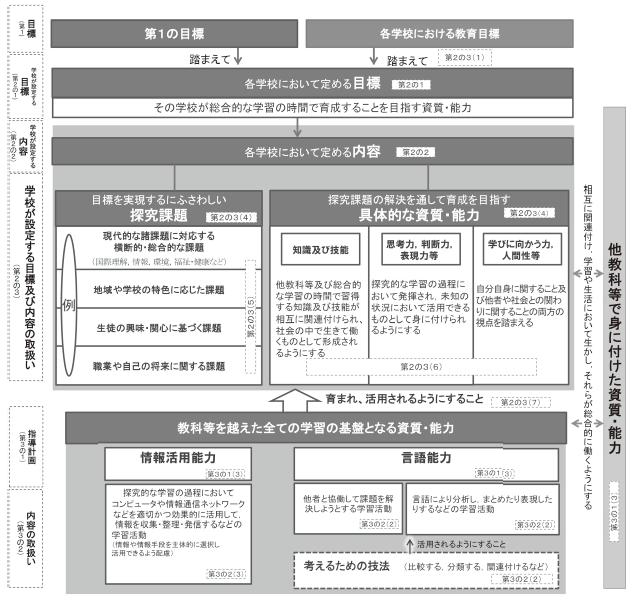 目標
(第1)
第1の目標
各学校における教育目標
踏まえて
踏まえて
第2の3(1)
学校が設定する
目標
(第2の1)
各学校において定める目標 第2の1
その学校が総合的な学習の時間で育成することを目指す資質・能力
学校が設定する
内容
(第2の2)
各学校において定める内容 第2の2
学校が設定する目標及び内容の取扱い
(第2の3)
目標を実現するにふさわしい
探究課題 第2の3(4)
例
現代的な諸課題に対応する
横断的・総合的な課題
(国際理解, 情報, 環境, 福祉・健康など)
地域や学校の特色に応じた課題
生徒の興味・関心に基づく課題
職業や自己の将来に関する課題
第2の3(5)
探究課題の解決を通して育成を目指す
具体的な資質・能力 第2の3(4)
知識及び技能
他教科等及び総合的
な学習の時間で習得
する知識及び技能が
相互に関連付けられ、
社会の中で生きて働
くものとして形成さ
れるようにする
思考力, 判断力,
表現力等
探究的な学習の過程に
おいて発揮され, 未知の
状況において活用できる
ものとして身に付けられ
るようにする
学びに向かう力,
人間性等
自分自身に関すること及
び他者や社会との関わ
りに関することの両方の
視点を踏まえる
第2の3(6)
相互に関連付け, 学習や生活において生かし, それらが総合的に働くようにする
他教科等で身に付けた資質・能力
第3の1(3)
育まれ、活用されるようにすること 第2の3(7)
指導計画
(第3の1)
教科等を越えた全ての学習の基盤となる資質・能力
情報活用能力
第3の1(3)
言語能力
第3の1(3)
内容の取扱い
(第3の2)
探究的な学習の過程において
コンピュータや情報通信ネットワーク
などを適切かつ効果的に活用して,
情報を収集・整理・発信するなどの
学習活動
(情報や情報手段を主体的に選択し
活用できるよう配慮)
第3の2(3)
他者と協働して課題を解
決しようとする学習活動
第3の2(2)
言語により分析し, まとめたり表現した
りするなどの学習活動
第3の2(2)
活用されるようにすること
考えるための技法 (比較する, 分類する, 関連付けるなど)
第3の2(2)